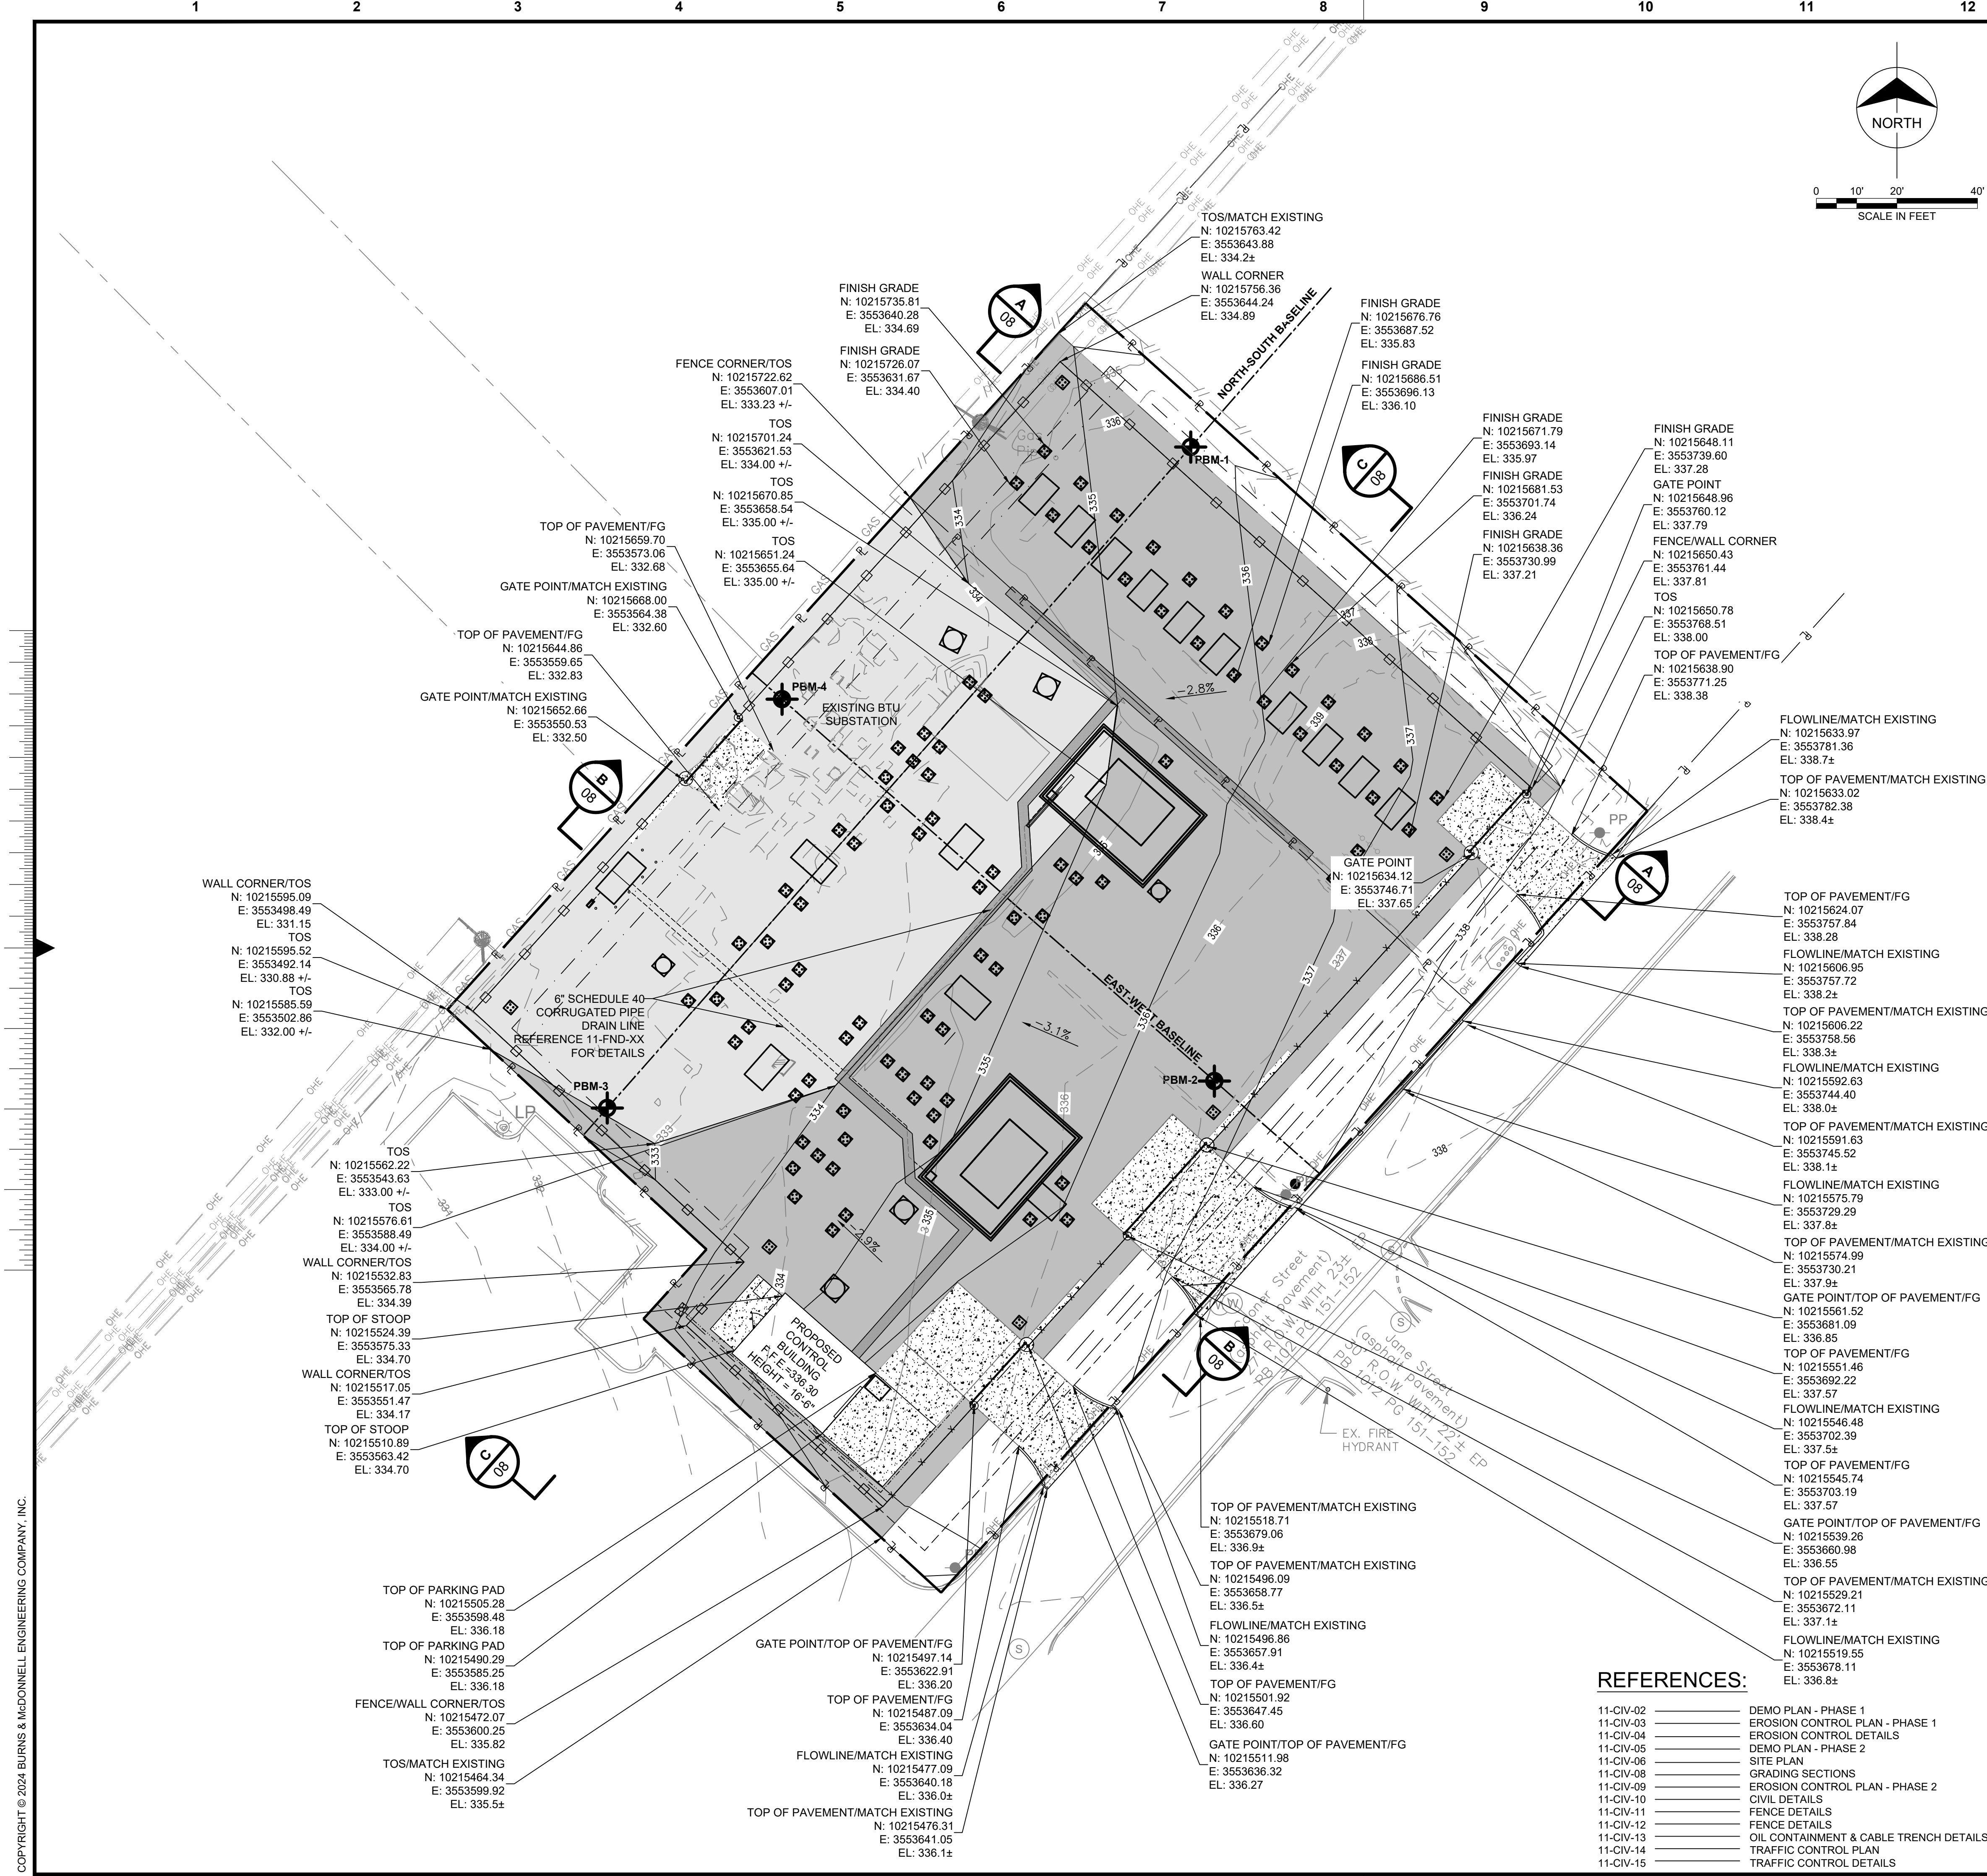 1 2 3 4 5 6 7 8 9 10 11 12
NORTH
0 10' 20' 40'
SCALE IN FEET
TOS/MATCH EXISTING
N: 10215763.42
E: 3553643.88
EL: 334.2±
WALL CORNER
N: 10215756.36
E: 3553644.24
EL: 334.89
FINISH GRADE
N: 10215735.81
E: 3553640.28
EL: 334.69
FINISH GRADE
N: 10215726.07
E: 3553631.67
EL: 334.40
FENCE CORNER/TOS
N: 10215722.62
E: 3553607.01
EL: 333.23 +/-
TOS
N: 10215701.24
E: 3553621.53
EL: 334.00 +/-
TOS
N: 10215670.85
E: 3553658.54
EL: 335.00 +/-
TOS
N: 10215651.24
E: 3553655.64
EL: 335.00 +/-
TOP OF PAVEMENT/FG
N: 10215659.70
E: 3553573.06
EL: 332.68
GATE POINT/MATCH EXISTING
N: 10215668.00
E: 3553564.38
EL: 332.60
TOP OF PAVEMENT/FG
N: 10215644.86
E: 3553559.65
EL: 332.83
GATE POINT/MATCH EXISTING
N: 10215652.66
E: 3553550.53
EL: 332.50
FINISH GRADE
N: 10215676.76
E: 3553687.52
EL: 335.83
FINISH GRADE
N: 10215686.51
E: 3553696.13
EL: 336.10
FINISH GRADE
N: 10215671.79
E: 3553693.14
EL: 335.97
FINISH GRADE
N: 10215681.53
E: 3553701.74
EL: 336.24
FINISH GRADE
N: 10215638.36
E: 3553730.99
EL: 337.21
FINISH GRADE
N: 10215648.11
E: 3553739.60
EL: 337.28
GATE POINT
N: 10215648.96
E: 3553760.12
EL: 337.79
FENCE/WALL CORNER
N: 10215650.43
E: 3553761.44
EL: 337.81
TOS
N: 10215650.78
E: 3553768.51
EL: 338.00
TOP OF PAVEMENT/FG
N: 10215638.90
E: 3553771.25
EL: 338.38
FLOWLINE/MATCH EXISTING
N: 10215633.97
E: 3553781.36
EL: 338.7±
TOP OF PAVEMENT/MATCH EXISTING
N: 10215633.02
E: 3553782.38
EL: 338.4±
GATE POINT
N: 10215634.12
E: 3553746.71
EL: 337.65
TOP OF PAVEMENT/FG
N: 10215624.07
E: 3553757.84
EL: 338.28
FLOWLINE/MATCH EXISTING
N: 10215606.95
E: 3553757.72
EL: 338.2±
TOP OF PAVEMENT/MATCH EXISTING
N: 10215606.22
E: 3553758.56
EL: 338.3±
FLOWLINE/MATCH EXISTING
N: 10215592.63
E: 3553744.40
EL: 338.0±
TOP OF PAVEMENT/MATCH EXISTING
N: 10215591.63
E: 3553745.52
EL: 338.1±
FLOWLINE/MATCH EXISTING
N: 10215575.79
E: 3553729.29
EL: 337.8±
TOP OF PAVEMENT/MATCH EXISTING
N: 10215574.99
E: 3553730.21
EL: 337.9±
GATE POINT/TOP OF PAVEMENT/FG
N: 10215561.52
E: 3553681.09
EL: 336.85
TOP OF PAVEMENT/FG
N: 10215551.46
E: 3553692.22
EL: 337.57
FLOWLINE/MATCH EXISTING
N: 10215546.48
E: 3553702.39
EL: 337.5±
TOP OF PAVEMENT/FG
N: 10215545.74
E: 3553703.19
EL: 337.57
GATE POINT/TOP OF PAVEMENT/FG
N: 10215539.26
E: 3553660.98
EL: 336.55
TOP OF PAVEMENT/MATCH EXISTING
N: 10215529.21
E: 3553672.11
EL: 337.1±
FLOWLINE/MATCH EXISTING
N: 10215519.55
E: 3553678.11
EL: 336.8±
WALL CORNER/TOS
N: 10215595.09
E: 3553498.49
EL: 331.15
TOS
N: 10215595.52
E: 3553492.14
EL: 330.88 +/-
TOS
N: 10215585.59
E: 3553502.86
EL: 332.00 +/-
TOS
N: 10215562.22
E: 3553543.63
EL: 333.00 +/-
TOS
N: 10215576.61
E: 3553588.49
EL: 334.00 +/-
WALL CORNER/TOS
N: 10215532.83
E: 3553565.78
EL: 334.39
TOP OF STOOP
N: 10215524.39
E: 3553575.33
EL: 334.70
WALL CORNER/TOS
N: 10215517.05
E: 3553551.47
EL: 334.17
TOP OF STOOP
N: 10215510.89
E: 3553563.42
EL: 334.70
TOP OF PARKING PAD
N: 10215505.28
E: 3553598.48
EL: 336.18
TOP OF PARKING PAD
N: 10215490.29
E: 3553585.25
EL: 336.18
FENCE/WALL CORNER/TOS
N: 10215472.07
E: 3553600.25
EL: 335.82
TOS/MATCH EXISTING
N: 10215464.34
E: 3553599.92
EL: 335.5±
GATE POINT/TOP OF PAVEMENT/FG
N: 10215497.14
E: 3553622.91
EL: 336.20
TOP OF PAVEMENT/FG
N: 10215487.09
E: 3553634.04
EL: 336.40
FLOWLINE/MATCH EXISTING
N: 10215477.09
E: 3553640.18
EL: 336.0±
TOP OF PAVEMENT/MATCH EXISTING
N: 10215476.31
E: 3553641.05
EL: 336.1±
TOP OF PAVEMENT/MATCH EXISTING
N: 10215518.71
E: 3553679.06
EL: 336.9±
TOP OF PAVEMENT/MATCH EXISTING
N: 10215496.09
E: 3553658.77
EL: 336.5±
FLOWLINE/MATCH EXISTING
N: 10215496.86
E: 3553657.91
EL: 336.4±
TOP OF PAVEMENT/FG
N: 10215501.92
E: 3553647.45
EL: 336.60
GATE POINT/TOP OF PAVEMENT/FG
N: 10215511.98
E: 3553636.32
EL: 336.27
NORTH-SOUTH BASELINE
EAST-WEST BASELINE
PBM-1
PBM-2
PBM-3
PBM-4
EXISTING BTU
SUBSTATION
6" SCHEDULE 40
CORRUGATED PIPE
DRAIN LINE
REFERENCE 11-FND-XX
FOR DETAILS
PROPOSED
CONTROL
BUILDING
F.F.E.=336.30
HEIGHT = 16'-6"
-2.8%
-3.1%
-2.9%
A
08
B
08
C
08
A
08
B
08
C
08
LP
PP
EX. FIRE
HYDRANT
Jane Street
(asphalt pavement)
50' R.O.W. WITH 22'± EP
PB 1012 PG 151-152
REFERENCES:
11-CIV-02 DEMO PLAN - PHASE 1
11-CIV-03 EROSION CONTROL PLAN - PHASE 1
11-CIV-04 EROSION CONTROL DETAILS
11-CIV-05 DEMO PLAN - PHASE 2
11-CIV-06 SITE PLAN
11-CIV-08 GRADING SECTIONS
11-CIV-09 EROSION CONTROL PLAN - PHASE 2
11-CIV-10 CIVIL DETAILS
11-CIV-11 FENCE DETAILS
11-CIV-12 FENCE DETAILS
11-CIV-13 OIL CONTAINMENT & CABLE TRENCH DETAILS
11-CIV-14 TRAFFIC CONTROL PLAN
11-CIV-15 TRAFFIC CONTROL DETAILS
COPYRIGHT © 2024 BURNS & McDONNELL ENGINEERING COMPANY, INC.